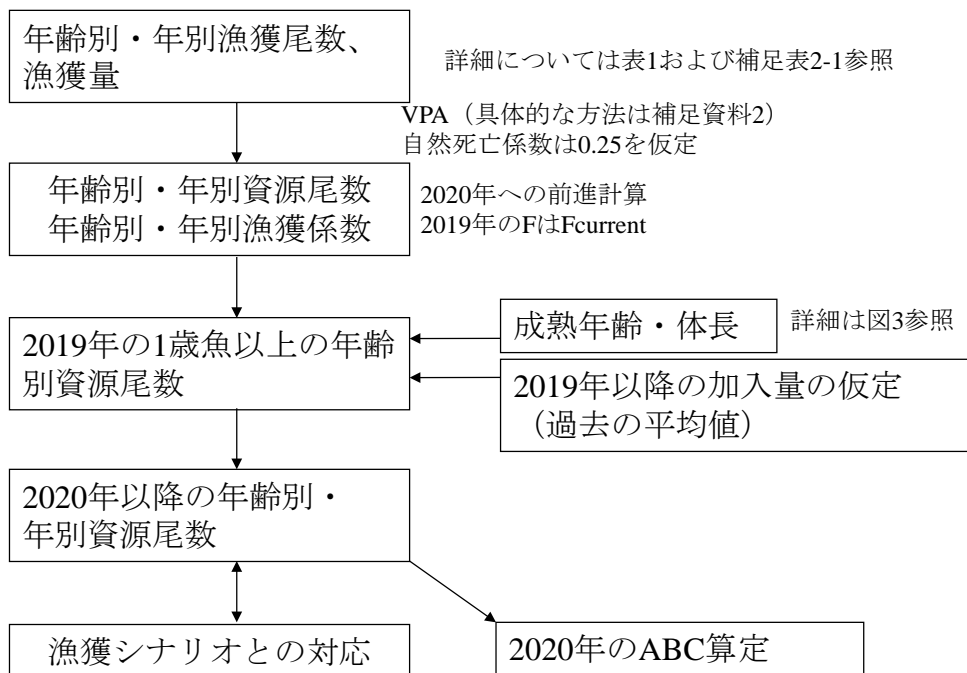 年齢別・年別漁獲尾数、
漁獲量
詳細については表1および補足表2-1参照
VPA（具体的な方法は補足資料2）
自然死亡係数は0.25を仮定
年齢別・年別資源尾数
年齢別・年別漁獲係数
2020年への前進計算
2019年のFはFcurrent
2019年の1歳魚以上の年齢
別資源尾数
成熟年齢・体長
詳細は図3参照
2019年以降の加入量の仮定
（過去の平均値）
2020年以降の年齢別・
年別資源尾数
漁獲シナリオとの対応
2020年のABC算定